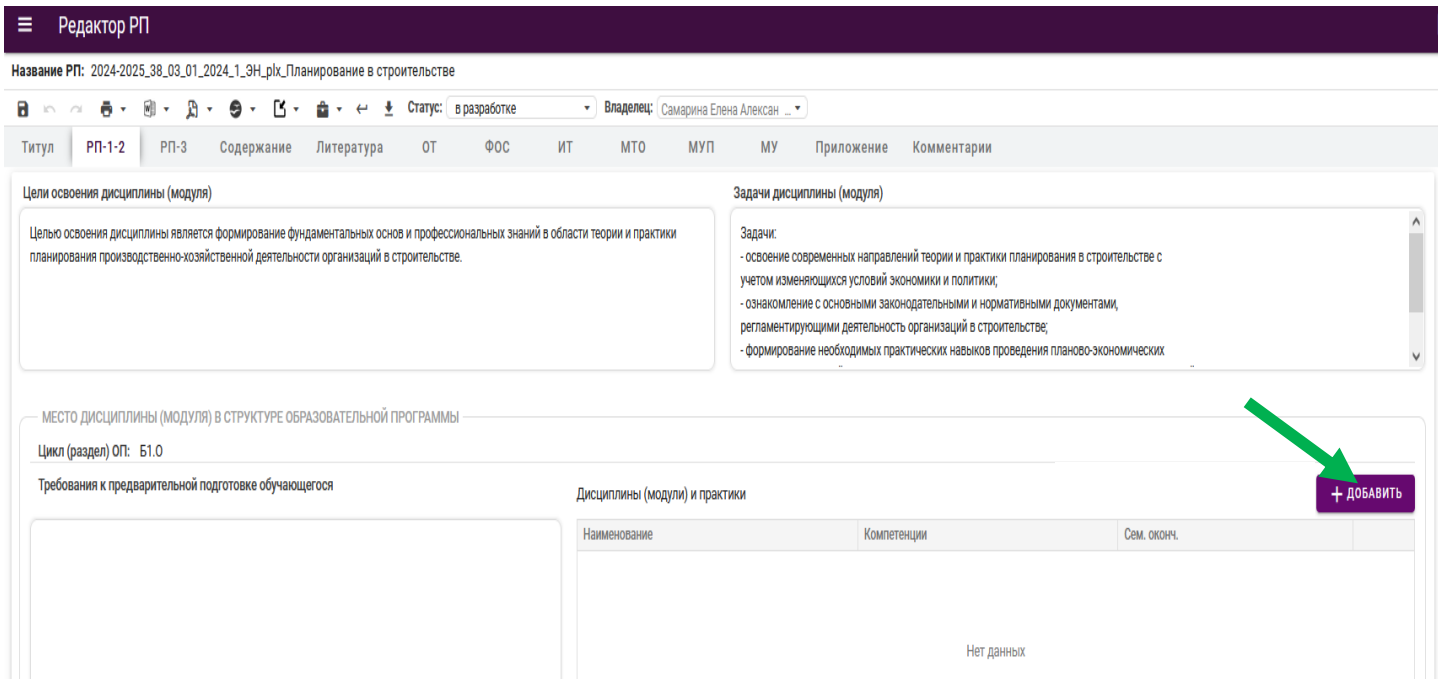 Редактор РП
Название РП: 2024-2025_38_03_01_2024_1_ЭН_plx_Планирование в строительстве
Статус: в разработке Владелец: Самарина Елена Алексан ...
Титул РП-1-2 РП-3 Содержание Литература ОТ ФОС ИТ МТО МУП МУ Приложение Комментарии
Цели освоения дисциплины (модуля)
Целью освоения дисциплины является формирование фундаментальных основ и профессиональных знаний в области теории и практики
планирования производственно-хозяйственной деятельности организаций в строительстве.
Задачи дисциплины (модуля)
Задачи:
- освоение современных направлений теории и практики планирования в строительстве с
учетом изменяющихся условий экономики и политики;
- ознакомление с основными законодательными и нормативными документами,
регламентирующими деятельность организаций в строительстве;
- формирование необходимых практических навыков проведения планово-экономических
МЕСТО ДИСЦИПЛИНЫ (МОДУЛЯ) В СТРУКТУРЕ ОБРАЗОВАТЕЛЬНОЙ ПРОГРАММЫ
Цикл (раздел) ОП: Б1.О
Требования к предварительной подготовке обучающегося
Дисциплины (модули) и практики
+ ДОБАВИТЬ
Наименование Компетенции Сем. оконч.
Нет данных